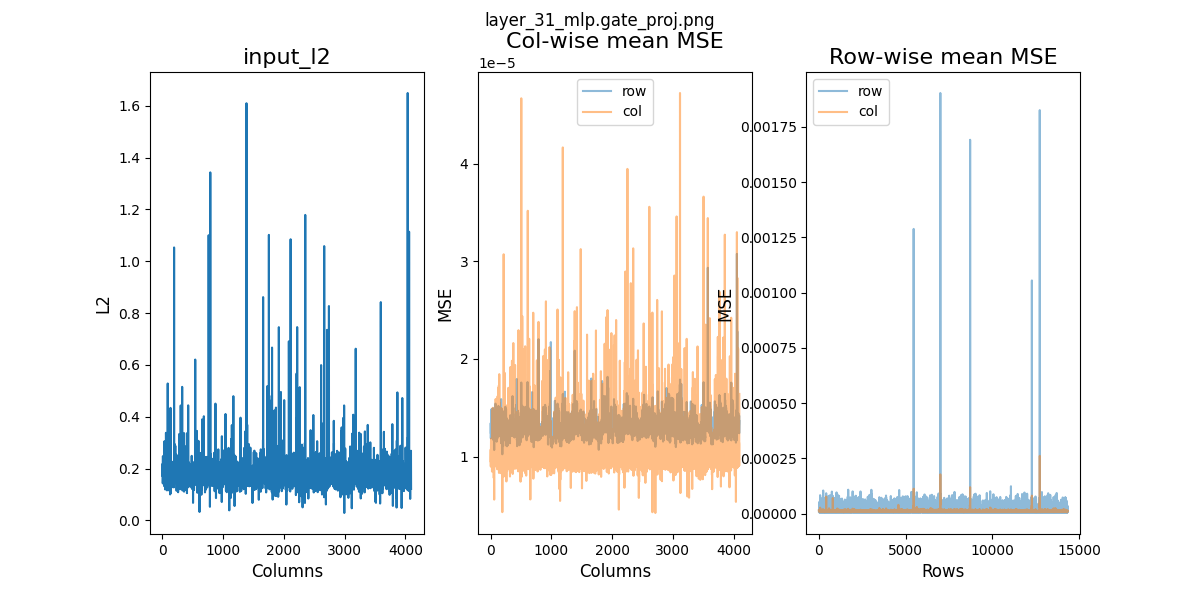 layer_31_mlp.gate_proj.png
input_l2
L2
1.6
1.4
1.2
1.0
0.8
0.6
0.4
0.2
0.0
0 1000 2000 3000 4000
Columns
Col-wise mean MSE
1e−5
row
col
MSE
4
3
2
1
0 1000 2000 3000 4000
Columns
Row-wise mean MSE
row
col
MSE
0.00175
0.00150
0.00125
0.00100
0.00075
0.00050
0.00025
0.00000
0 5000 10000 15000
Rows